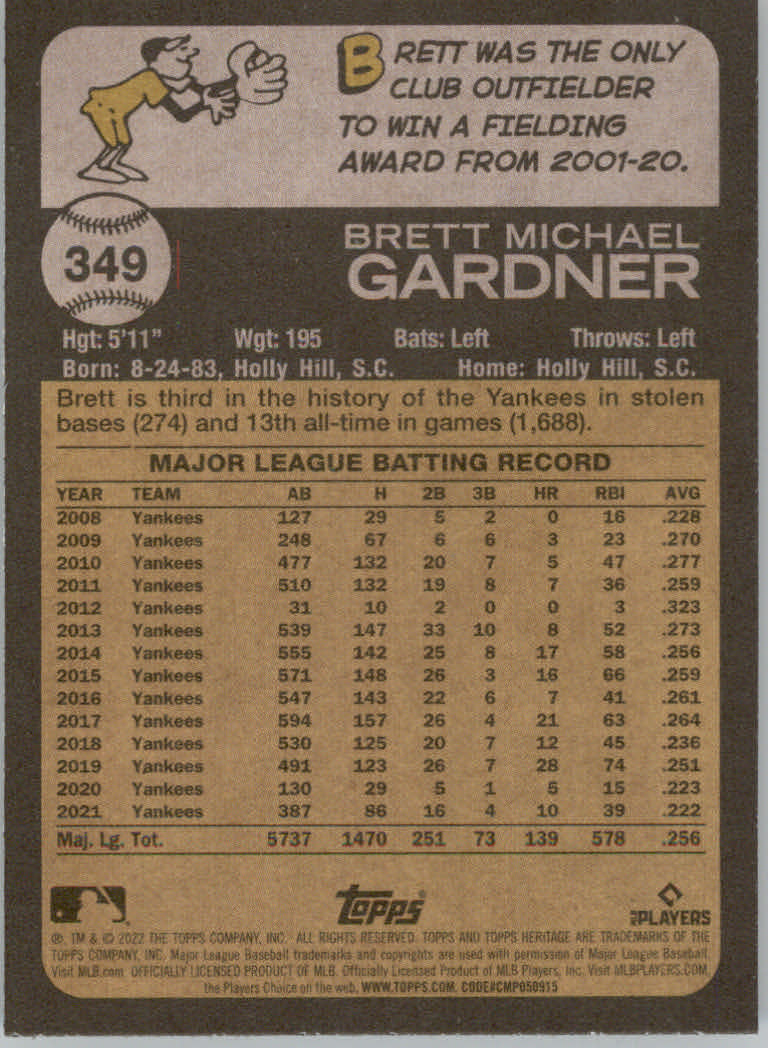 BRETT WAS THE ONLY
CLUB OUTFIELDER
TO WIN A FIELDING
AWARD FROM 2001-20.
349
BRETT MICHAEL
GARDNER
Hgt: 5'11" Wgt: 195 Bats: Left Throws: Left
Born: 8-24-83, Holly Hill, S.C. Home: Holly Hill, S.C.
Brett is third in the history of the Yankees in stolen
bases (274) and 13th all-time in games (1,688).
MAJOR LEAGUE BATTING RECORD
YEAR TEAM AB H 2B 3B HR RBI AVG
2008 Yankees 127 29 5 2 0 16 .228
2009 Yankees 248 67 6 6 3 23 .270
2010 Yankees 477 132 20 7 5 47 .277
2011 Yankees 510 132 19 8 7 36 .259
2012 Yankees 31 10 2 0 0 3 .323
2013 Yankees 539 147 33 10 8 52 .273
2014 Yankees 555 142 25 8 17 58 .256
2015 Yankees 571 148 26 3 16 66 .259
2016 Yankees 547 143 22 6 7 41 .261
2017 Yankees 594 157 26 4 21 63 .264
2018 Yankees 530 125 20 7 12 45 .236
2019 Yankees 491 123 26 7 28 74 .251
2020 Yankees 130 29 5 1 5 15 .223
2021 Yankees 387 86 16 4 10 39 .222
Maj. Lg. Tot. 5737 1470 251 73 139 578 .256
Topps®
PLAYERS
®, TM & © 2022 THE TOPPS COMPANY, INC. ALL RIGHTS RESERVED. TOPPS AND TOPPS HERITAGE ARE TRADEMARKS OF THE
TOPPS COMPANY, INC. Major League Baseball trademarks and copyrights are used with permission of Major League Baseball.
Visit MLB.com OFFICIALLY LICENSED PRODUCT OF MLB. Officially Licensed Product of MLB Players, Inc. Visit MLBPLAYERS.COM,
the Players Choice on the web. WWW.TOPPS.COM. CODE#CMP050915